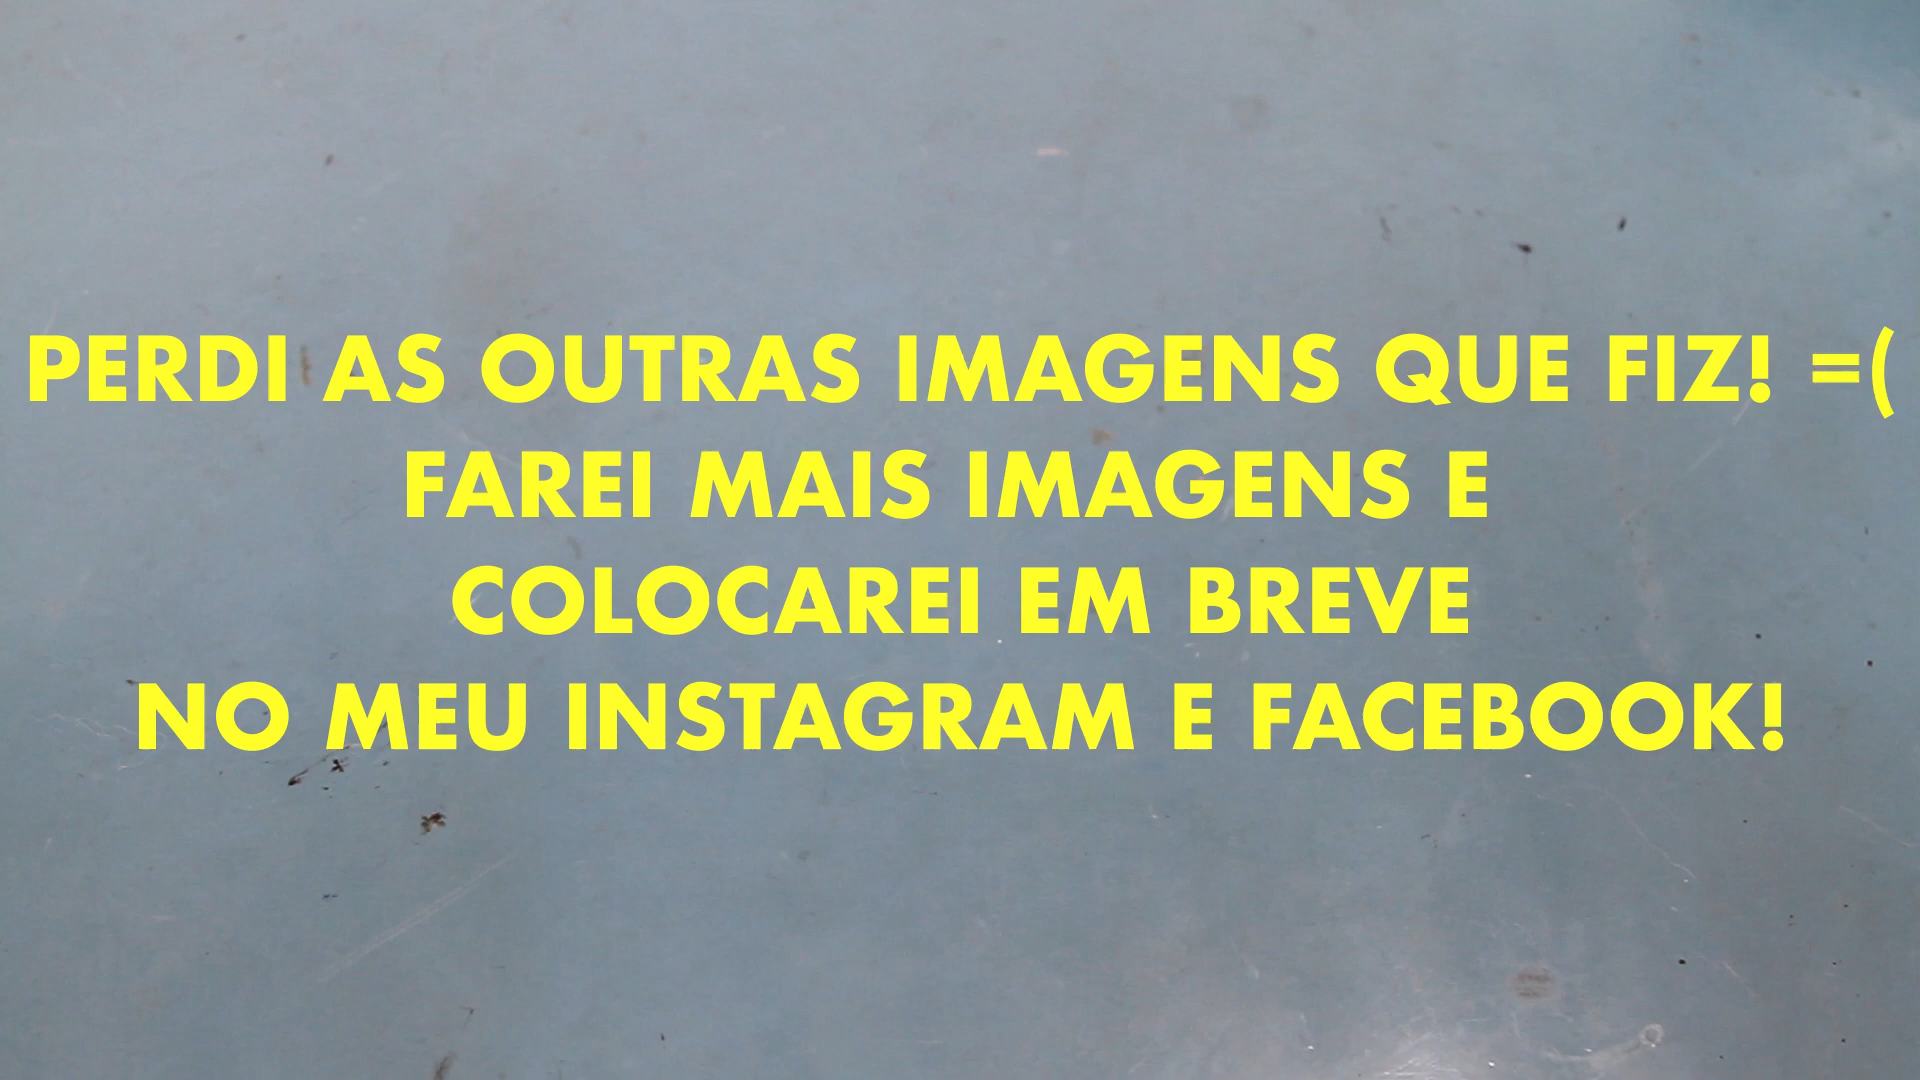 PERDI AS OUTRAS IMAGENS QUE FIZ! =(
FAREI MAIS IMAGENS E
COLOCAREI EM BREVE
NO MEU INSTAGRAM E FACEBOOK!